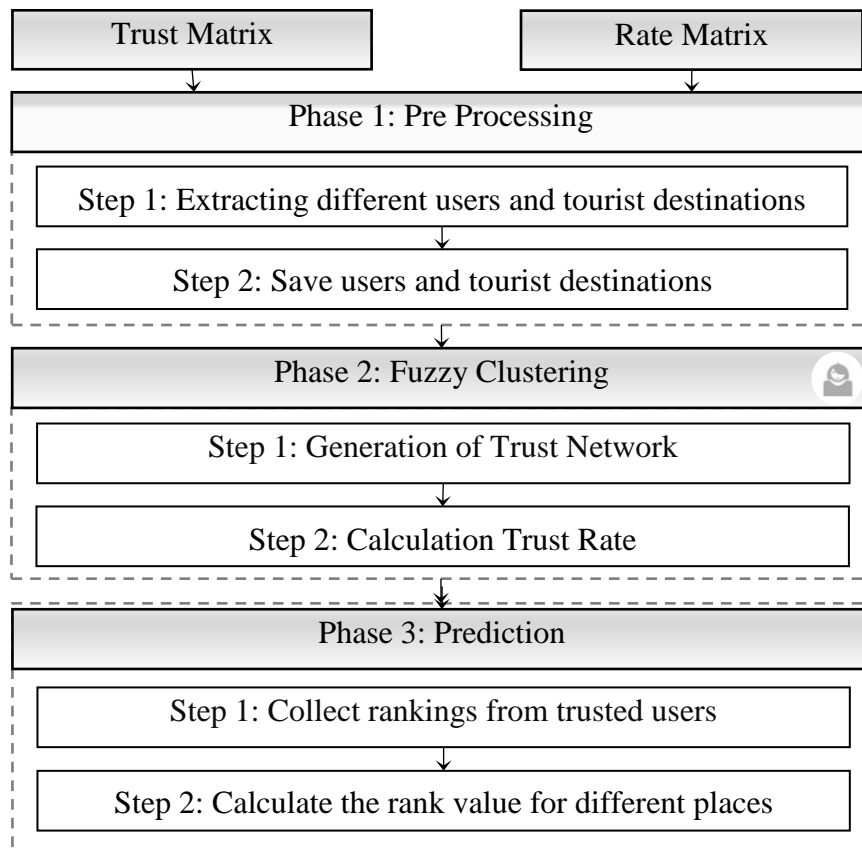 Trust Matrix
Rate Matrix
Phase 1: Pre Processing
Step 1: Extracting different users and tourist destinations
Step 2: Save users and tourist destinations
Phase 2: Fuzzy Clustering
Step 1: Generation of Trust Network
Step 2: Calculation Trust Rate
Phase 3: Prediction
Step 1: Collect rankings from trusted users
Step 2: Calculate the rank value for different places